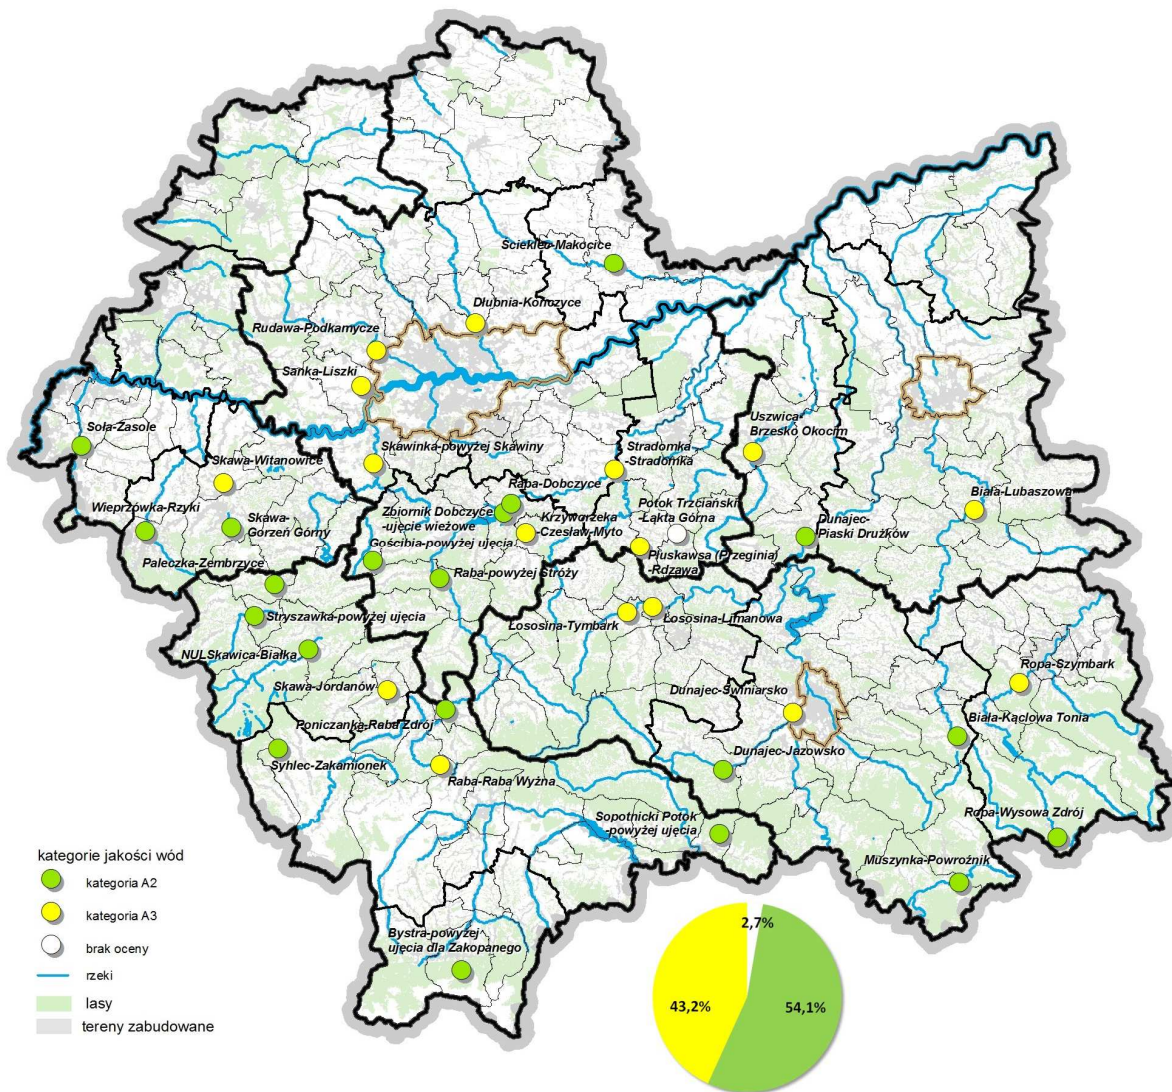 Ścieklec-Makocice
Dłubnia-Kończyce
Rudawa-Podkamycze
Sanka-Liszki
Soła-Zasole
Skawinka-powyżej Skawiny
Uszwica-
Brzesko Okocim
Stradomka
-Stradomka
Skawa-Witanowice
Raba-Dobczyce
Biała-Lubaszowa
Wieprzówka-Rzyki
Skawa-
Gorzeń Górny
Zbiornik Dobczyce
-ujęcie wieżowe
Krzyworzeka
-Czesław-Myto
Potok Trzciański
-Łąkta Górna
Dunajec-
Piaski Drużków
Gościbia-powyżej ujęcia
Pluskawsa (Przeginia)
-Rdzawa
Paleczka-Zembrzyce
Raba-powyżej Stróży
Stryszawka-powyżej ujęcia
Łososina-Tymbark
Łososina-Limanowa
NULSkawica-Białka
Skawa-Jordanów
Ropa-Szymbark
Dunajec-Świniarsko
Poniczanka-Raba Zdrój
Biała-Kąclowa Tonia
Syhlec-Zakamionek
Dunajec-Jazowsko
Raba-Raba Wyżna
Sopotnicki Potok
-powyżej ujęcia
Ropa-Wysowa Zdrój
Muszynka-Powroźnik
Bystra-powyżej
ujęcia dla Zakopanego
kategorie jakości wód
kategoria A2
kategoria A3
brak oceny
rzeki
lasy
tereny zabudowane
2,7%
43,2%
54,1%